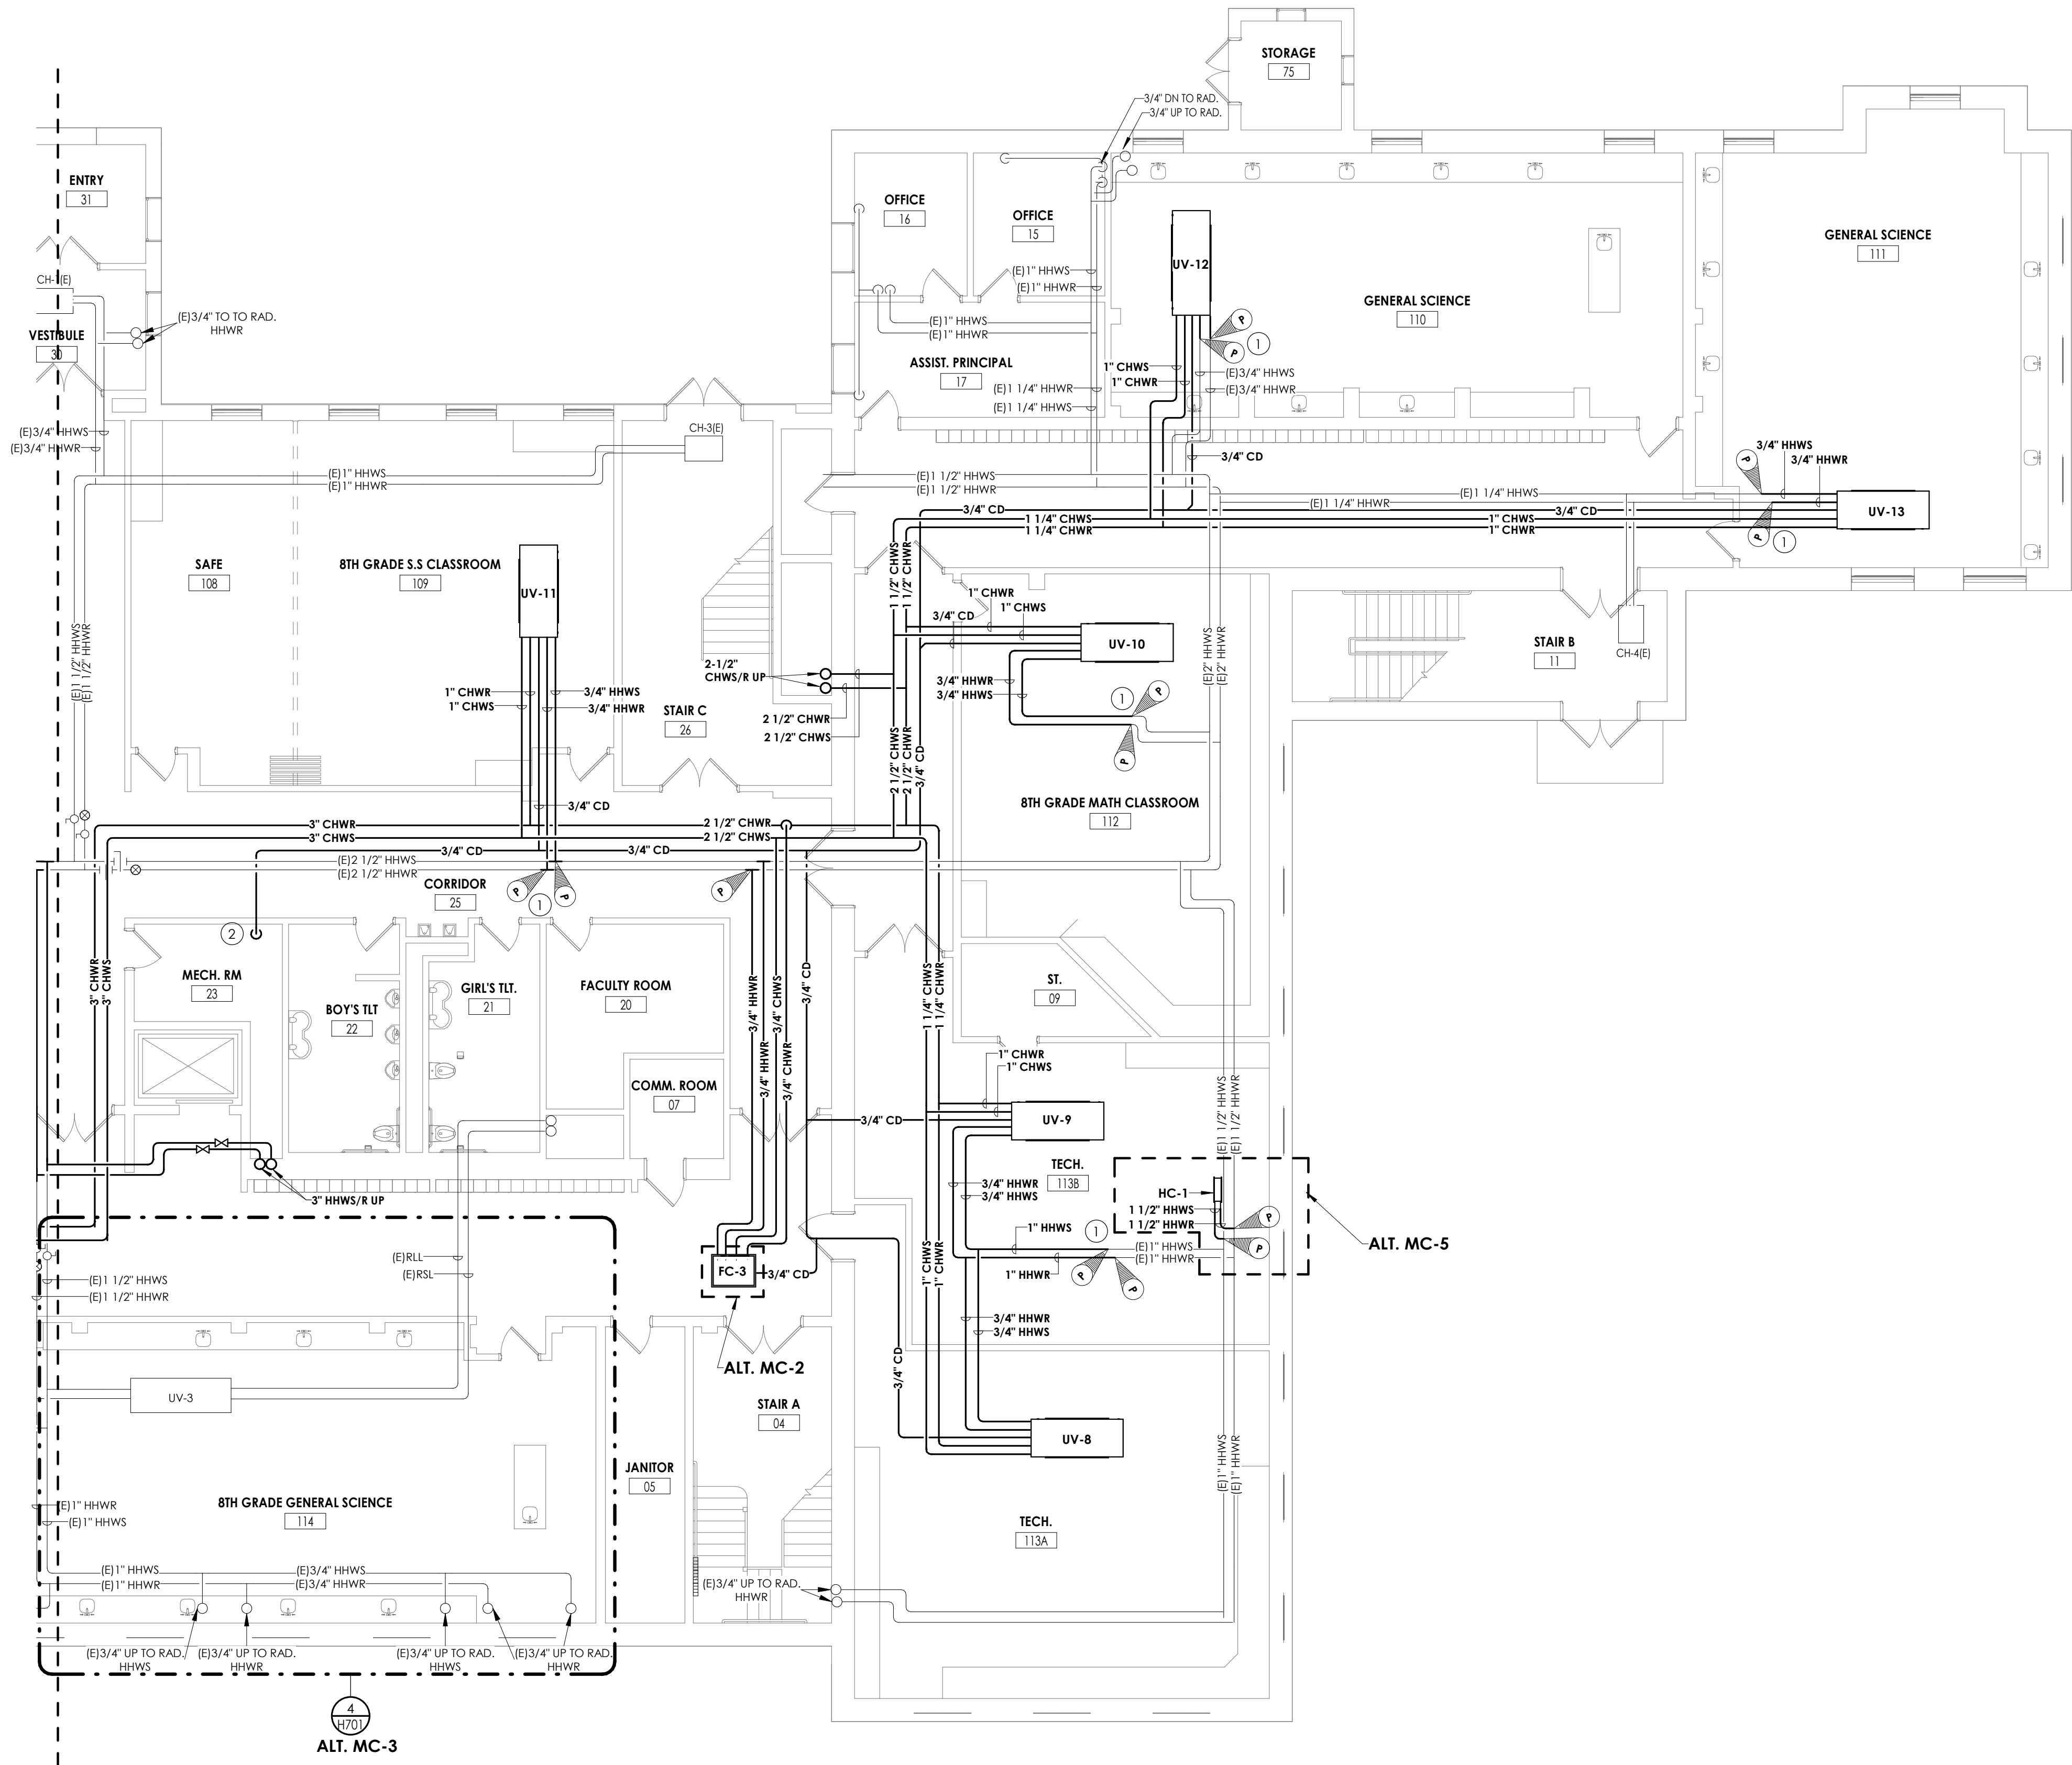 STORAGE
75
3/4" DN TO RAD.
3/4" UP TO RAD.
ENTRY
31
OFFICE
16
OFFICE
15
GENERAL SCIENCE
111
UV-12
(E)1" HHWS
(E)1" HHWR
CH-1(E)
GENERAL SCIENCE
110
(E)3/4" TO TO RAD.
HHWR
(E)1" HHWS
(E)1" HHWR
P
P
1
VESTIBULE
30
ASSIST. PRINCIPAL
17
1" CHWS
1" CHWR
(E)3/4" HHWS
(E)3/4" HHWR
(E)1 1/4" HHWR
(E)1 1/4" HHWS
(E)3/4" HHWS
(E)3/4" HHWR
CH-3(E)
3/4" HHWS
3/4" HHWR
P
3/4" CD
(E)1" HHWS
(E)1" HHWR
(E)1 1/2" HHWS
(E)1 1/2" HHWR
(E)1 1/4" HHWS
(E)1 1/4" HHWR
3/4" CD
3/4" CD
1 1/4" CHWS
1 1/4" CHWR
1" CHWS
1" CHWR
UV-13
P
1
SAFE
108
8TH GRADE S.S CLASSROOM
109
UV-11
1 1/2" CHWS
1 1/2" CHWR
1" CHWR
1" CHWS
3/4" CD
UV-10
STAIR B
11
CH-4(E)
(E)1 1/2" HHWS
(E)1 1/2" HHWR
(E)2" HHWS
(E)2" HHWR
2-1/2"
CHWS/R UP
3/4" HHWR
3/4" HHWS
1
P
P
1" CHWR
1" CHWS
3/4" HHWS
3/4" HHWR
STAIR C
26
2 1/2" CHWR
2 1/2" CHWS
2 1/2" CHWS
2 1/2" CHWR
3/4" CD
8TH GRADE MATH CLASSROOM
112
3/4" CD
3" CHWR
3" CHWS
2 1/2" CHWR
2 1/2" CHWS
3/4" CD
3/4" CD
(E)2 1/2" HHWS
(E)2 1/2" HHWR
CORRIDOR
25
P
1
P
P
2
MECH. RM
23
BOY'S TLT
22
GIRL'S TLT.
21
FACULTY ROOM
20
ST.
09
3" CHWR
3" CHWS
3/4" HHWR
3/4" HHWR
3/4" CHWS
3/4" CHWR
3/4" CD
1 1/4" CHWS
1 1/4" CHWR
1" CHWR
1" CHWS
COMM. ROOM
07
3/4" CD
UV-9
(E)1 1/2" HHWS
(E)1 1/2" HHWR
TECH.
113B
3/4" HHWR
3/4" HHWS
HC-1
1 1/2" HHWS
1 1/2" HHWR
P
P
ALT. MC-5
3" HHWS/R UP
1" HHWS
1
(E)1" HHWS
(E)1" HHWR
1" HHWR
P
P
(E)RLL
(E)RSL
FC-3
3/4" CD
1" CHWS
1" CHWR
(E)1 1/2" HHWS
(E)1 1/2" HHWR
3/4" HHWR
3/4" HHWS
ALT. MC-2
3/4" CD
UV-3
STAIR A
04
UV-8
(E)1" HHWS
(E)1" HHWR
JANITOR
05
8TH GRADE GENERAL SCIENCE
114
(E)1" HHWR
(E)1" HHWS
TECH.
113A
(E)1" HHWS
(E)1" HHWR
(E)3/4" HHWS
(E)3/4" HHWR
(E)3/4" UP TO RAD.
HHWR
(E)3/4" UP TO RAD.
HHWS
(E)3/4" UP TO RAD.
HHWR
(E)3/4" UP TO RAD.
HHWS
(E)3/4" UP TO RAD.
HHWR
4
H701
ALT. MC-3